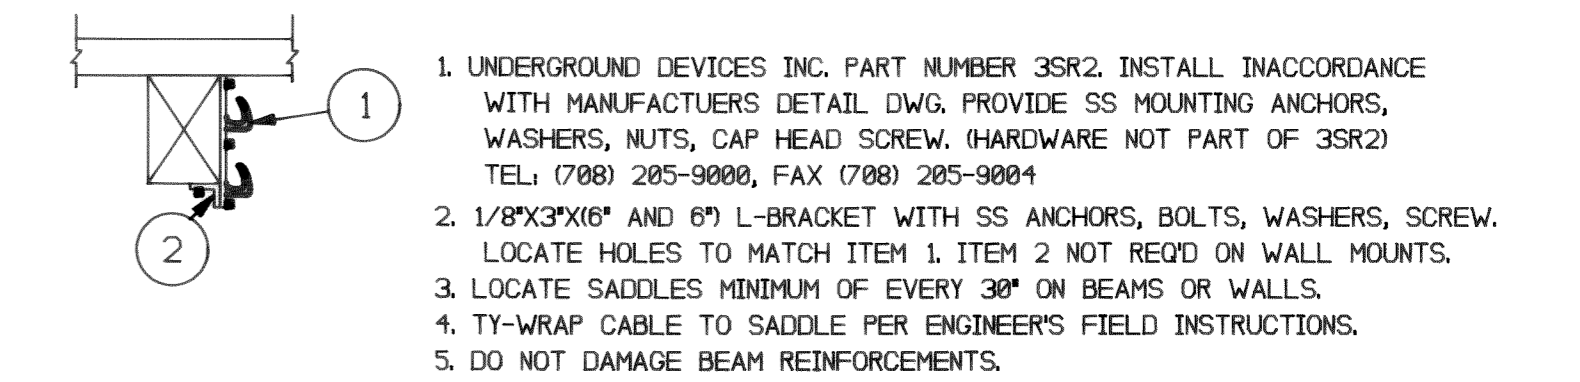 1. UNDERGROUND DEVICES INC. PART NUMBER 3SR2. INSTALL INACCORDANCE
WITH MANUFACTUERS DETAIL DWG. PROVIDE SS MOUNTING ANCHORS,
WASHERS, NUTS, CAP HEAD SCREW. (HARDWARE NOT PART OF 3SR2)
TEL: (708) 205-9000, FAX (708) 205-9004
2. 1/8"X3"X(6" AND 6") L-BRACKET WITH SS ANCHORS, BOLTS, WASHERS, SCREW.
LOCATE HOLES TO MATCH ITEM 1. ITEM 2 NOT REQ'D ON WALL MOUNTS.
3. LOCATE SADDLES MINIMUM OF EVERY 30" ON BEAMS OR WALLS.
4. TY-WRAP CABLE TO SADDLE PER ENGINEER'S FIELD INSTRUCTIONS.
5. DO NOT DAMAGE BEAM REINFORCEMENTS.
1
2